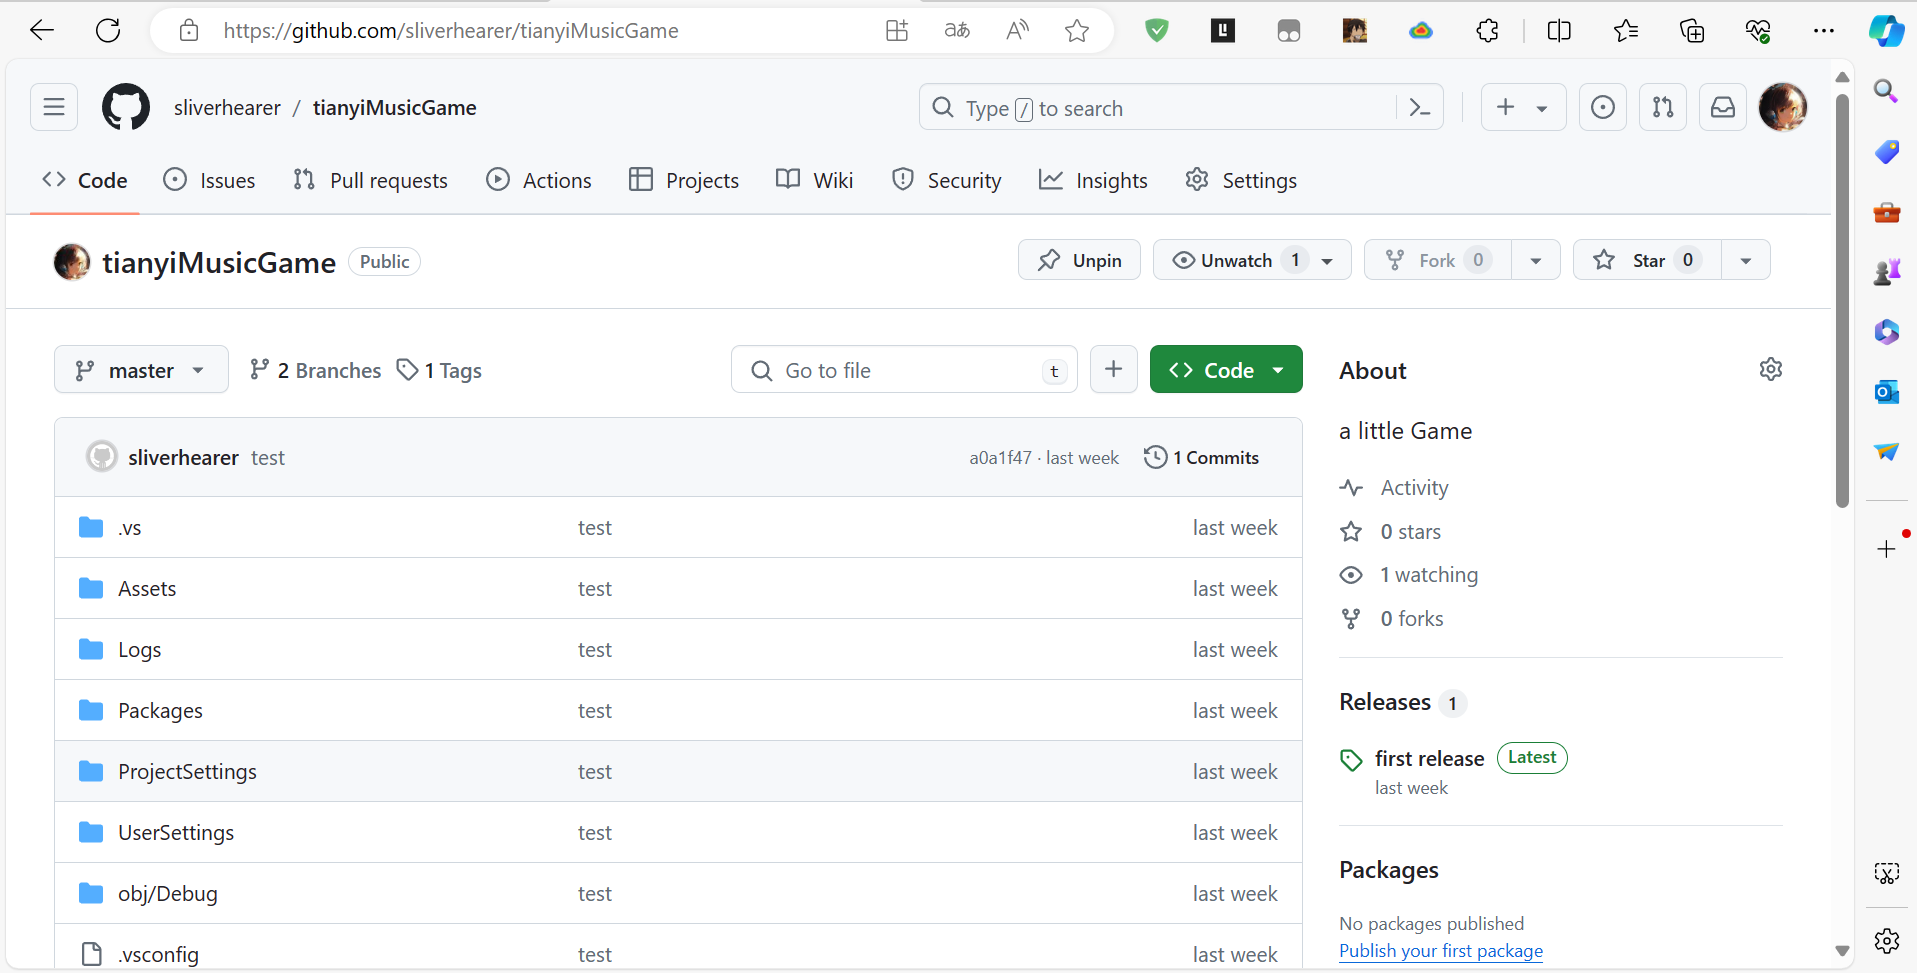 https://github.com/sliverhearer/tianyiMusicGame
sliverhearer / tianyiMusicGame
Type / to search
Code Issues Pull requests Actions Projects Wiki Security Insights Settings
tianyiMusicGame Public
Unpin Unwatch 1 Fork 0 Star 0
master 2 Branches 1 Tags
Go to file t
Code
sliverhearer test a0a1f47 · last week 1 Commits
.vs test last week
Assets test last week
Logs test last week
Packages test last week
ProjectSettings test last week
UserSettings test last week
obj/Debug test last week
.vsconfig test last week
About
a little Game
Activity
0 stars
1 watching
0 forks
Releases 1
first release Latest
last week
Packages
No packages published
Publish your first package